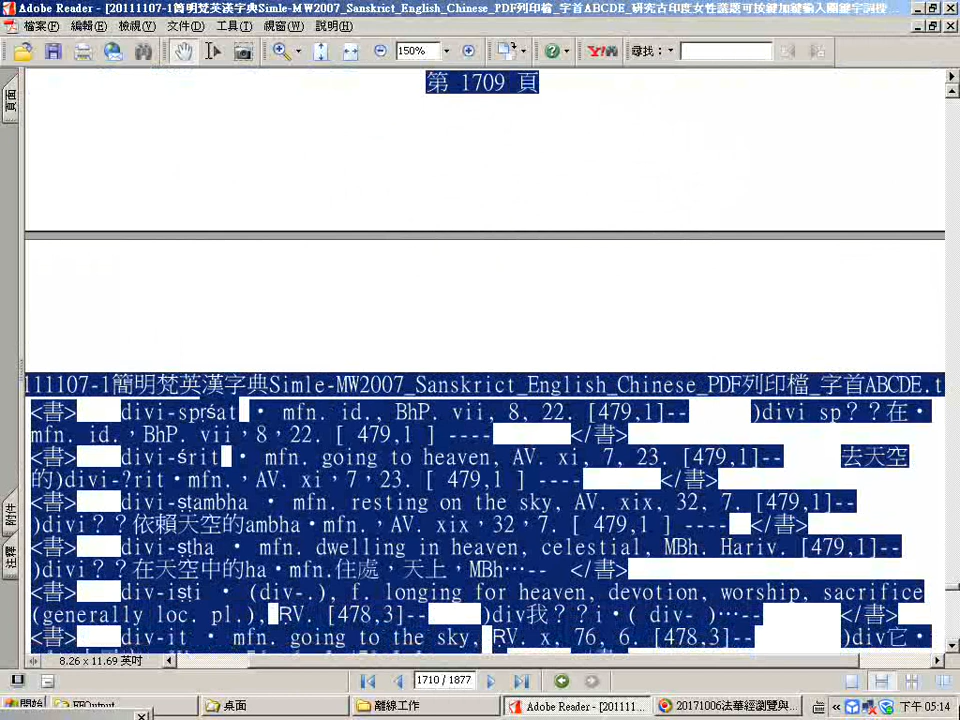 Adobe Reader - [20111107-1簡明梵英漢字典Simle-MW2007_Sanskrict_English_Chinese_PDF列印檔_字首ABCDE_研究古印度女性議題可按鍵加鍵輸入關鍵字詞搜
檔案(F) 編輯(E) 檢視(V) 文件(D) 工具(T) 視窗(W) 說明(H)
150% Y! 尋找：
頁面
第 1709 頁
111107-1簡明梵英漢字典Simle-MW2007_Sanskrict_English_Chinese_PDF列印檔_字首ABCDE.t
<書> divi-spṛśat • mfn. id., BhP. vii, 8, 22. [479,1]-- )divi sp？？在•
mfn. id.，BhP. vii，8，22. [ 479,1 ] ---- </書>
<書> divi-śrit • mfn. going to heaven, AV. xi, 7, 23. [479,1]-- 去天空
的)divi-?rit•mfn.，AV. xi，7，23. [ 479,1 ] ---- </書>
<書> divi-ṣṭambha • mfn. resting on the sky, AV. xix, 32, 7. [479,1]--
)divi？？依賴天空的ambha•mfn.，AV. xix，32，7. [ 479,1 ] ---- </書>
<書> divi-ṣṭha • mfn. dwelling in heaven, celestial, MBh. Hariv. [479,1]--
)divi？？在天空中的ha•mfn.住處，天上，MBh…-- </書>
<書> div-iṣṭi • (div-.), f. longing for heaven, devotion, worship, sacrifice
(generally loc. pl.), RV. [478,3]-- )div我？？i•( div- )…-- </書>
<書> div-it • mfn. going to the sky, RV. x, 76, 6. [478,3]-- )div它•
附件
注釋
8.26 x 11.69 英吋
1710 / 1877
開始 FFOutput 桌面 離線工作 Adobe Reader - [20111... 20171006法華經瀏覽與... 下午 05:14